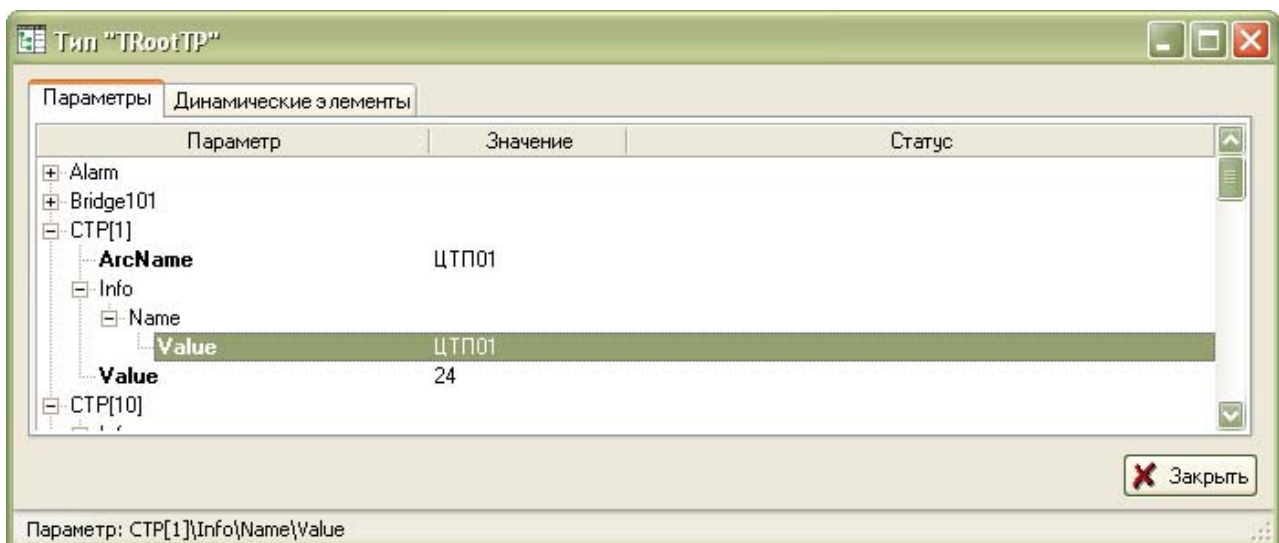 Тип "TRootTP"
Параметры Динамические элементы
Параметр Значение Статус
Alarm
Bridge101
CTP[1]
ArcName ЦТП01
Info
Name
Value ЦТП01
Value 24
CTP[10]
Закрыть
Параметр: CTP[1]\Info\Name\Value